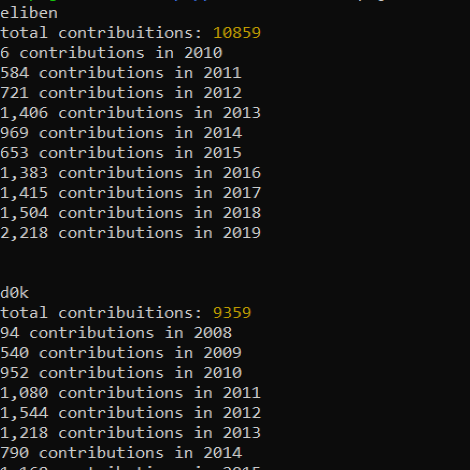 eliben
total contribuitions: 10859
6 contributions in 2010
584 contributions in 2011
721 contributions in 2012
1,406 contributions in 2013
969 contributions in 2014
653 contributions in 2015
1,383 contributions in 2016
1,415 contributions in 2017
1,504 contributions in 2018
2,218 contributions in 2019
d0k
total contribuitions: 9359
94 contributions in 2008
540 contributions in 2009
952 contributions in 2010
1,080 contributions in 2011
1,544 contributions in 2012
1,218 contributions in 2013
790 contributions in 2014